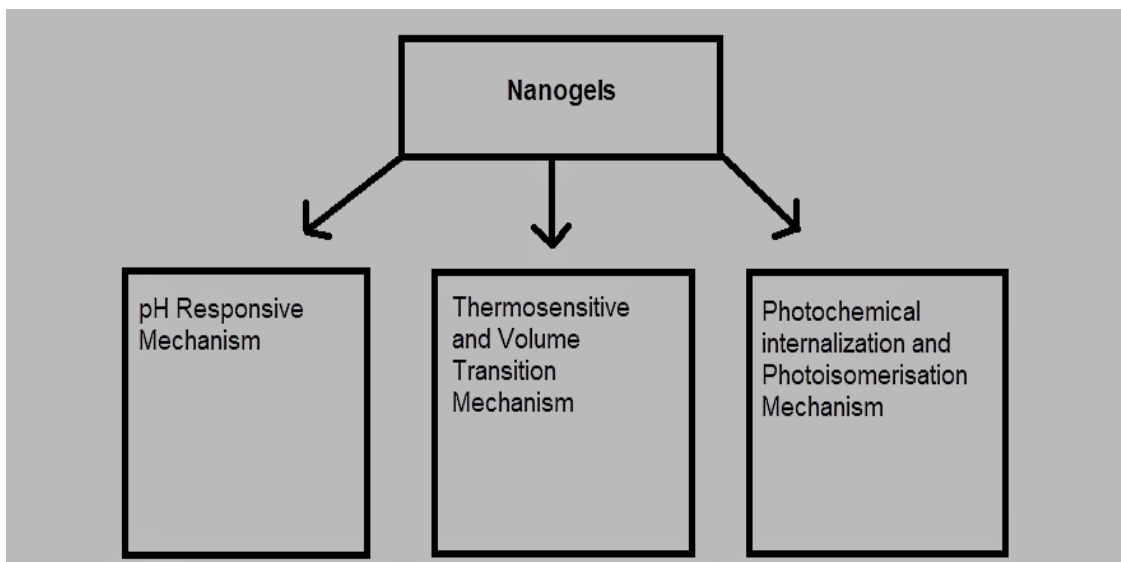 Nanogels
pH Responsive
Mechanism
Thermosensitive
and Volume
Transition
Mechanism
Photochemical
internalization and
Photoisomerisation
Mechanism